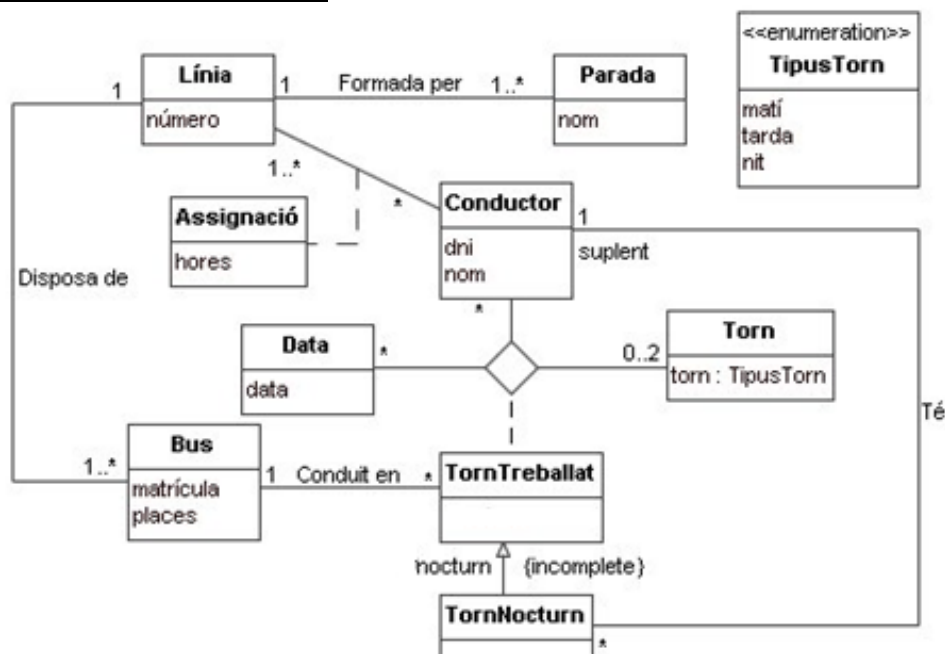 <<enumeration>>
TipusTorn
matí
tarda
nit
Línia
número
1
1
Formada per
1..*
Parada
nom
1..*
*
Assignació
hores
Conductor
dni
nom
1
suplent
Disposa de
*
Data
data
*
0..2
Torn
torn : TipusTorn
Té
Bus
matrícula
places
1..*
1
Conduit en
*
TornTreballat
nocturn
{incomplete}
TornNocturn
*